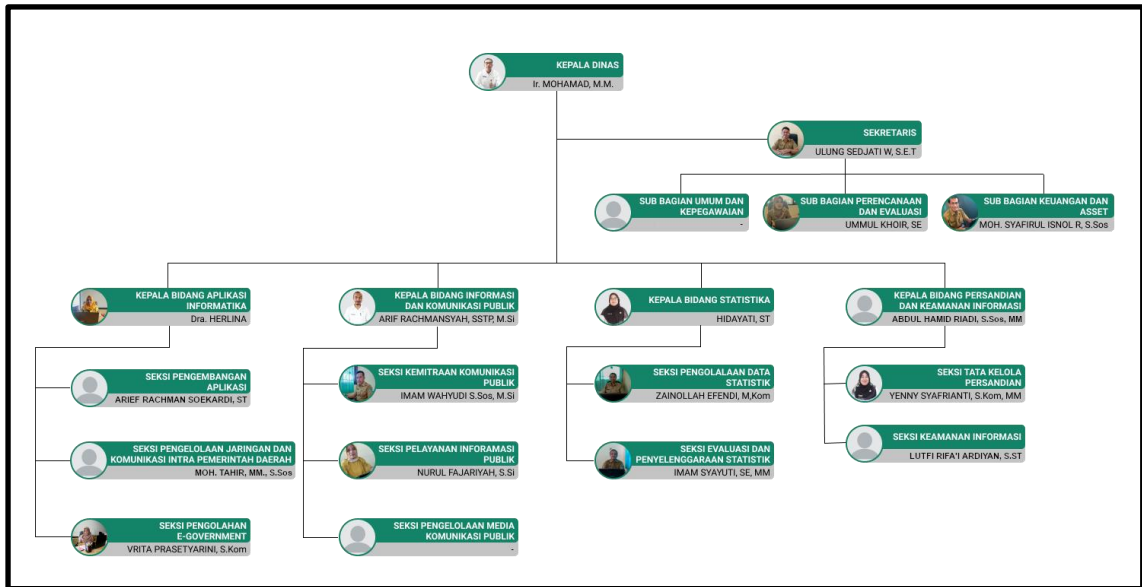 KEPALA DINAS
Ir. MOHAMAD, M.M.
SEKRETARIS
ULUNG SEDJATI W, S.E.T
SUB BAGIAN UMUM DAN
KEPEGAWAIAN
-
SUB BAGIAN PERENCANAAN
DAN EVALUASI
UMMUL KHOIR, SE
SUB BAGIAN KEUANGAN DAN
ASSET
MOH. SYAFIRUL ISNOL R, S.Sos
KEPALA BIDANG APLIKASI
INFORMATIKA
Dra. HERLINA
KEPALA BIDANG INFORMASI
DAN KOMUNIKASI PUBLIK
ARIF RACHMANSYAH, SSTP, M.Si
KEPALA BIDANG STATISTIKA
HIDAYATI, ST
KEPALA BIDANG PERSANDIAN
DAN KEAMANAN INFORMASI
ABDUL HAMID RIADI, S.Sos, MM
SEKSI PENGEMBANGAN
APLIKASI
ARIEF RACHMAN SOEKARDI, ST
SEKSI KEMITRAAN KOMUNIKASI
PUBLIK
IMAM WAHYUDI S.Sos, M.Si
SEKSI PENGOLALAAN DATA
STATISTIK
ZAINOLLAH EFENDI, M,Kom
SEKSI TATA KELOLA
PERSANDIAN
YENNY SYAFRIANTI, S.Kom, MM
SEKSI PENGELOLAAN JARINGAN DAN
KOMUNIKASI INTRA PEMERINTAH DAERAH
MOH. TAHIR, MM., S.Sos
SEKSI PELAYANAN INFORAMASI
PUBLIK
NURUL FAJARIYAH, S.Si
SEKSI EVALUASI DAN
PENYELENGGARAAN STATISTIK
IMAM SYAYUTI, SE, MM
SEKSI KEAMANAN INFORMASI
LUTFI RIFA'I ARDIYAN, S.ST
SEKSI PENGOLAHAN
E-GOVERNMENT
VRITA PRASETYARINI, S.Kom
SEKSI PENGELOLAAN MEDIA
KOMUNIKASI PUBLIK
-